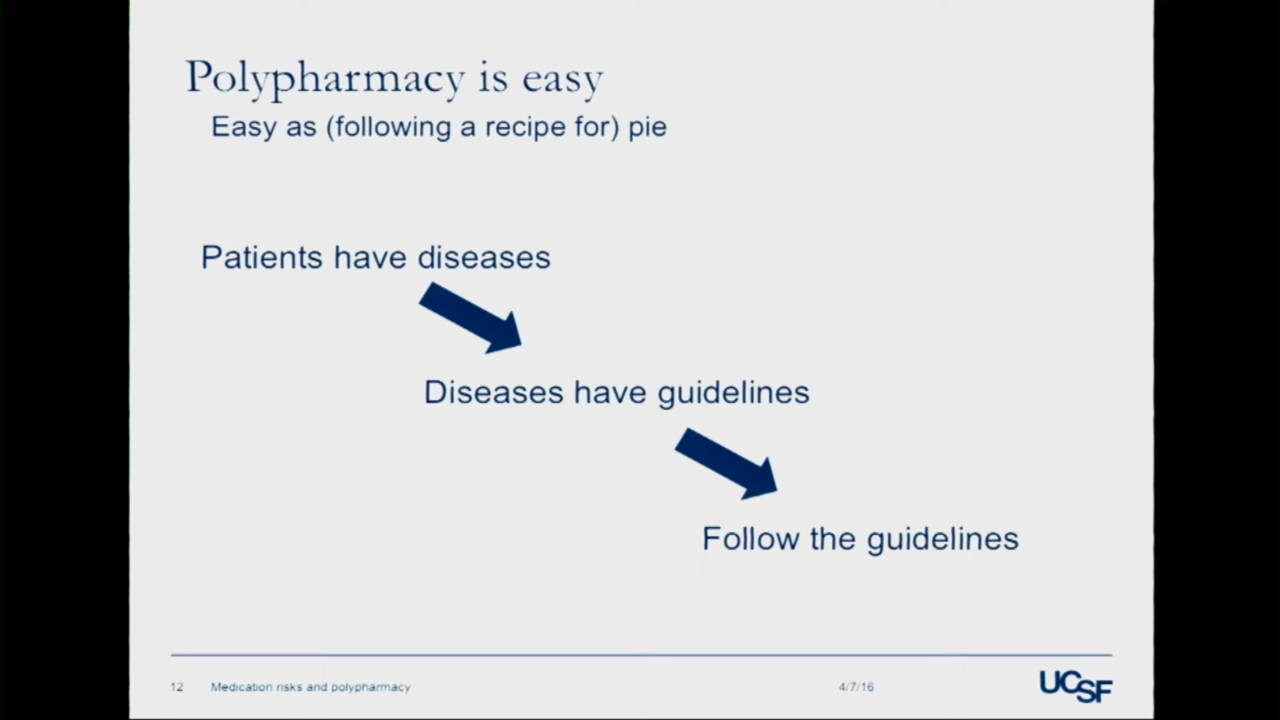 Polypharmacy is easy
Easy as (following a recipe for) pie
Patients have diseases
Diseases have guidelines
Follow the guidelines
12 Medication risks and polypharmacy 4/7/16 UCSF